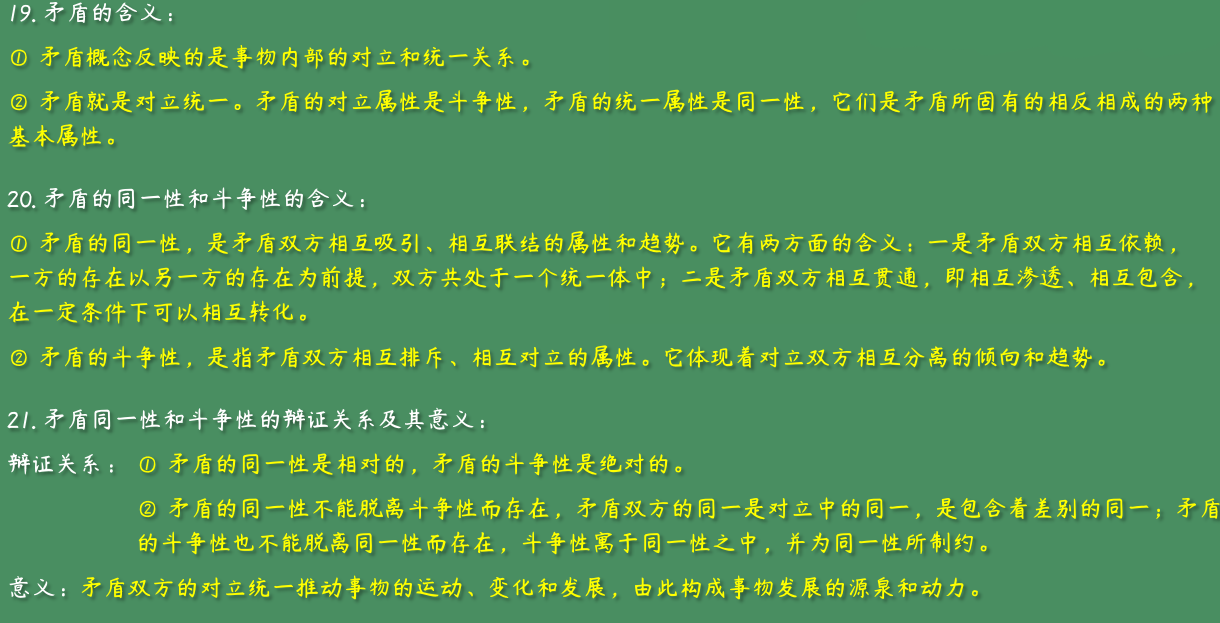 19. 矛盾的含义：
① 矛盾概念反映的是事物内部的对立和统一关系。
② 矛盾就是对立统一。矛盾的对立属性是斗争性，矛盾的统一属性是同一性，它们是矛盾所固有的相反相成的两种
基本属性。
20. 矛盾的同一性和斗争性的含义：
① 矛盾的同一性，是矛盾双方相互吸引、相互联结的属性和趋势。它有两方面的含义：一是矛盾双方相互依赖，
一方的存在以另一方的存在为前提，双方共处于一个统一体中；二是矛盾双方相互贯通，即相互渗透、相互包含，
在一定条件下可以相互转化。
② 矛盾的斗争性，是指矛盾双方相互排斥、相互对立的属性。它体现着对立双方相互分离的倾向和趋势。
21. 矛盾同一性和斗争性的辩证关系及其意义：
辩证关系：① 矛盾的同一性是相对的，矛盾的斗争性是绝对的。
② 矛盾的同一性不能脱离斗争性而存在，矛盾双方的同一是对立中的同一，是包含着差别的同一；矛盾
的斗争性也不能脱离同一性而存在，斗争性寓于同一性之中，并为同一性所制约。
意义：矛盾双方的对立统一推动事物的运动、变化和发展，由此构成事物发展的源泉和动力。